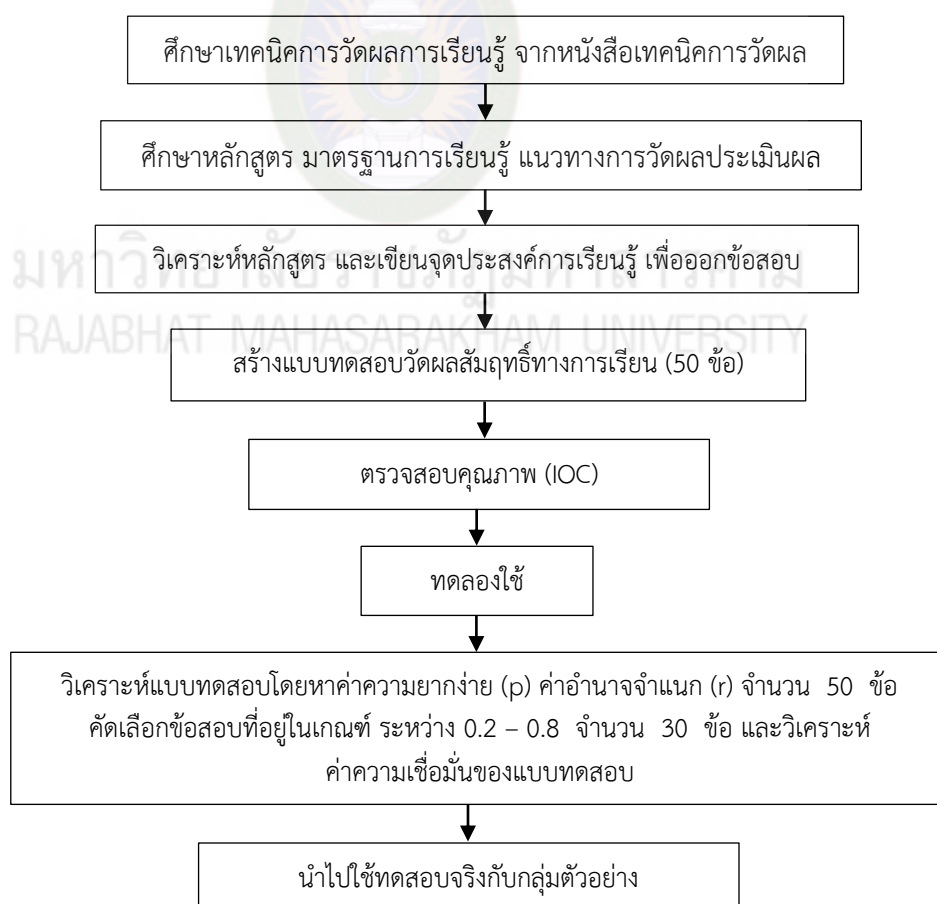 ศึกษาเทคนิคการวัดผลการเรียนรู้ จากหนังสือเทคนิคการวัดผล
ศึกษาหลักสูตร มาตรฐานการเรียนรู้ แนวทางการวัดผลประเมินผล
วิเคราะห์หลักสูตร และเขียนจุดประสงค์การเรียนรู้ เพื่อออกข้อสอบ
มหาวิทยาลัยราชภัฏมหาสารคาม
RAJABHAT MAHASARAKHAM UNIVERSITY
สร้างแบบทดสอบวัดผลสัมฤทธิ์ทางการเรียน (50 ข้อ)
ตรวจสอบคุณภาพ (IOC)
ทดลองใช้
วิเคราะห์แบบทดสอบโดยหาค่าความยากง่าย (p) ค่าอำนาจจำแนก (r) จำนวน 50 ข้อ
คัดเลือกข้อสอบที่อยู่ในเกณฑ์ ระหว่าง 0.2 – 0.8 จำนวน 30 ข้อ และวิเคราะห์
ค่าความเชื่อมั่นของแบบทดสอบ
นำไปใช้ทดสอบจริงกับกลุ่มตัวอย่าง